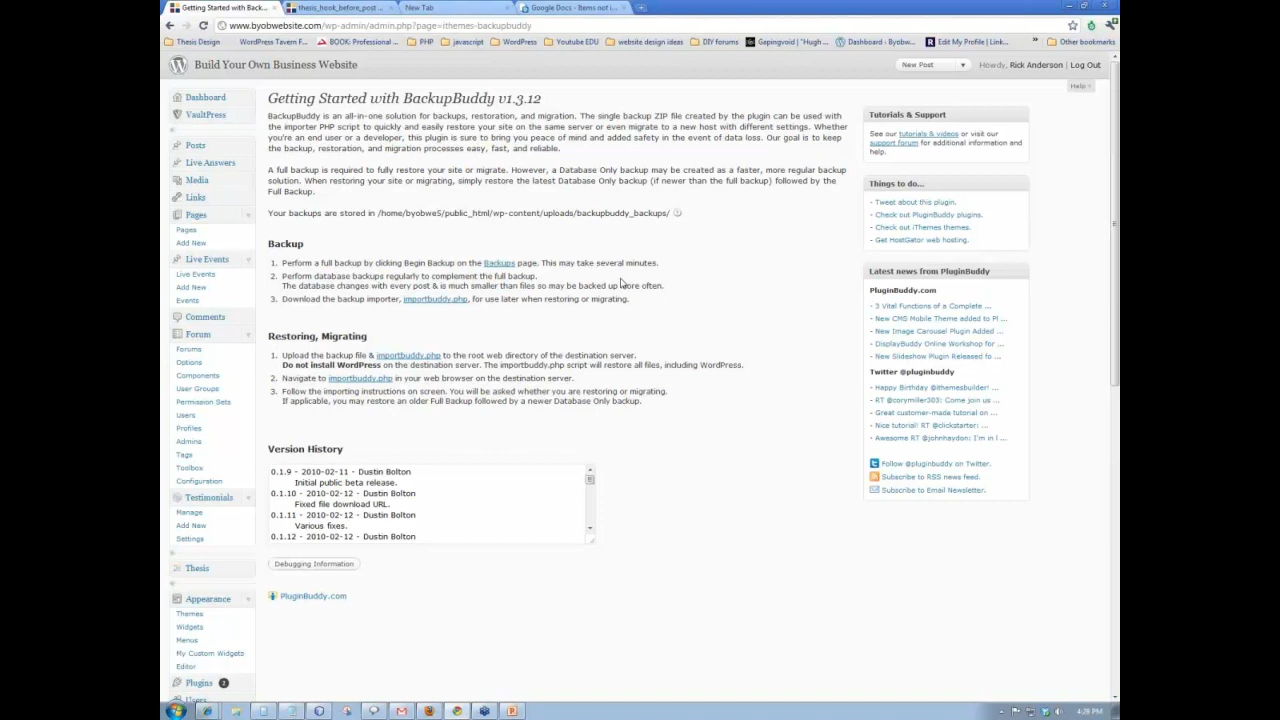 Getting Started with Back...
thesis_hook_before_post
New Tab
Google Docs - Items not i...
www.byobwebsite.com/wp-admin/admin.php?page=ithemes-backupbuddy
Thesis Design
WordPress Tavern F...
BOOK: Professional ...
PHP
javascript
WordPress
Youtube EDU
website design ideas
DIY forums
Gapingvoid | "Hugh ...
Dashboard - Byobw...
Edit My Profile | Link...
»
Other bookmarks
Build Your Own Business Website
New Post
Howdy, Rick Anderson | Log Out
Help
Dashboard
VaultPress
Posts
Live Answers
Media
Links
Pages
Pages
Add New
Live Events
Live Events
Add New
Events
Comments
Forum
Forums
Options
Components
User Groups
Permission Sets
Users
Profiles
Admins
Tags
Toolbox
Configuration
Testimonials
Manage
Add New
Settings
Thesis
Appearance
Themes
Widgets
Menus
My Custom Widgets
Editor
Plugins 2
Users
Getting Started with BackupBuddy v1.3.12
BackupBuddy is an all-in-one solution for backups, restoration, and migration. The single backup ZIP file created by the plugin can be used with
the importer PHP script to quickly and easily restore your site on the same server or even migrate to a new host with different settings. Whether
you're an end user or a developer, this plugin is sure to bring you peace of mind and added safety in the event of data loss. Our goal is to keep
the backup, restoration, and migration processes easy, fast, and reliable.
A full backup is required to fully restore your site or migrate. However, a Database Only backup may be created as a faster, more regular backup
solution. When restoring your site or migrating, simply restore the latest Database Only backup (if newer than the full backup) followed by the
Full Backup.
Your backups are stored in /home/byobwe5/public_html/wp-content/uploads/backupbuddy_backups/
Backup
1. Perform a full backup by clicking Begin Backup on the Backups page. This may take several minutes.
2. Perform database backups regularly to complement the full backup.
The database changes with every post & is much smaller than files so may be backed up more often.
3. Download the backup importer, importbuddy.php, for use later when restoring or migrating.
Restoring, Migrating
1. Upload the backup file & importbuddy.php to the root web directory of the destination server.
Do not install WordPress on the destination server. The importbuddy.php script will restore all files, including WordPress.
2. Navigate to importbuddy.php in your web browser on the destination server.
3. Follow the importing instructions on screen. You will be asked whether you are restoring or migrating.
If applicable, you may restore an older Full Backup followed by a newer Database Only backup.
Version History
0.1.9 - 2010-02-11 - Dustin Bolton
Initial public beta release.
0.1.10 - 2010-02-12 - Dustin Bolton
Fixed file download URL.
0.1.11 - 2010-02-12 - Dustin Bolton
Various fixes.
0.1.12 - 2010-02-12 - Dustin Bolton
Debugging Information
PluginBuddy.com
Tutorials & Support
See our tutorials & videos or visit our
support forum for additional information and
help.
Things to do...
- Tweet about this plugin.
- Check out PluginBuddy plugins.
- Check out iThemes themes.
- Get HostGator web hosting.
Latest news from PluginBuddy
PluginBuddy.com
- 3 Vital Functions of a Complete ...
- New CMS Mobile Theme added to Pl ...
- New Image Carousel Plugin Added ...
- DisplayBuddy Online Workshop for ...
- New Slideshow Plugin Released fo ...
Twitter @pluginbuddy
- Happy Birthday @ithemesbuilder! ...
- RT @corymiller303: Come join us ...
- Great customer-made tutorial on ...
- Nice tutorial! RT @clickstarter: ...
- Awesome RT @johnhaydon: I'm in l ...
Follow @pluginbuddy on Twitter.
Subscribe to RSS news feed.
Subscribe to Email Newsletter.
4:29 PM